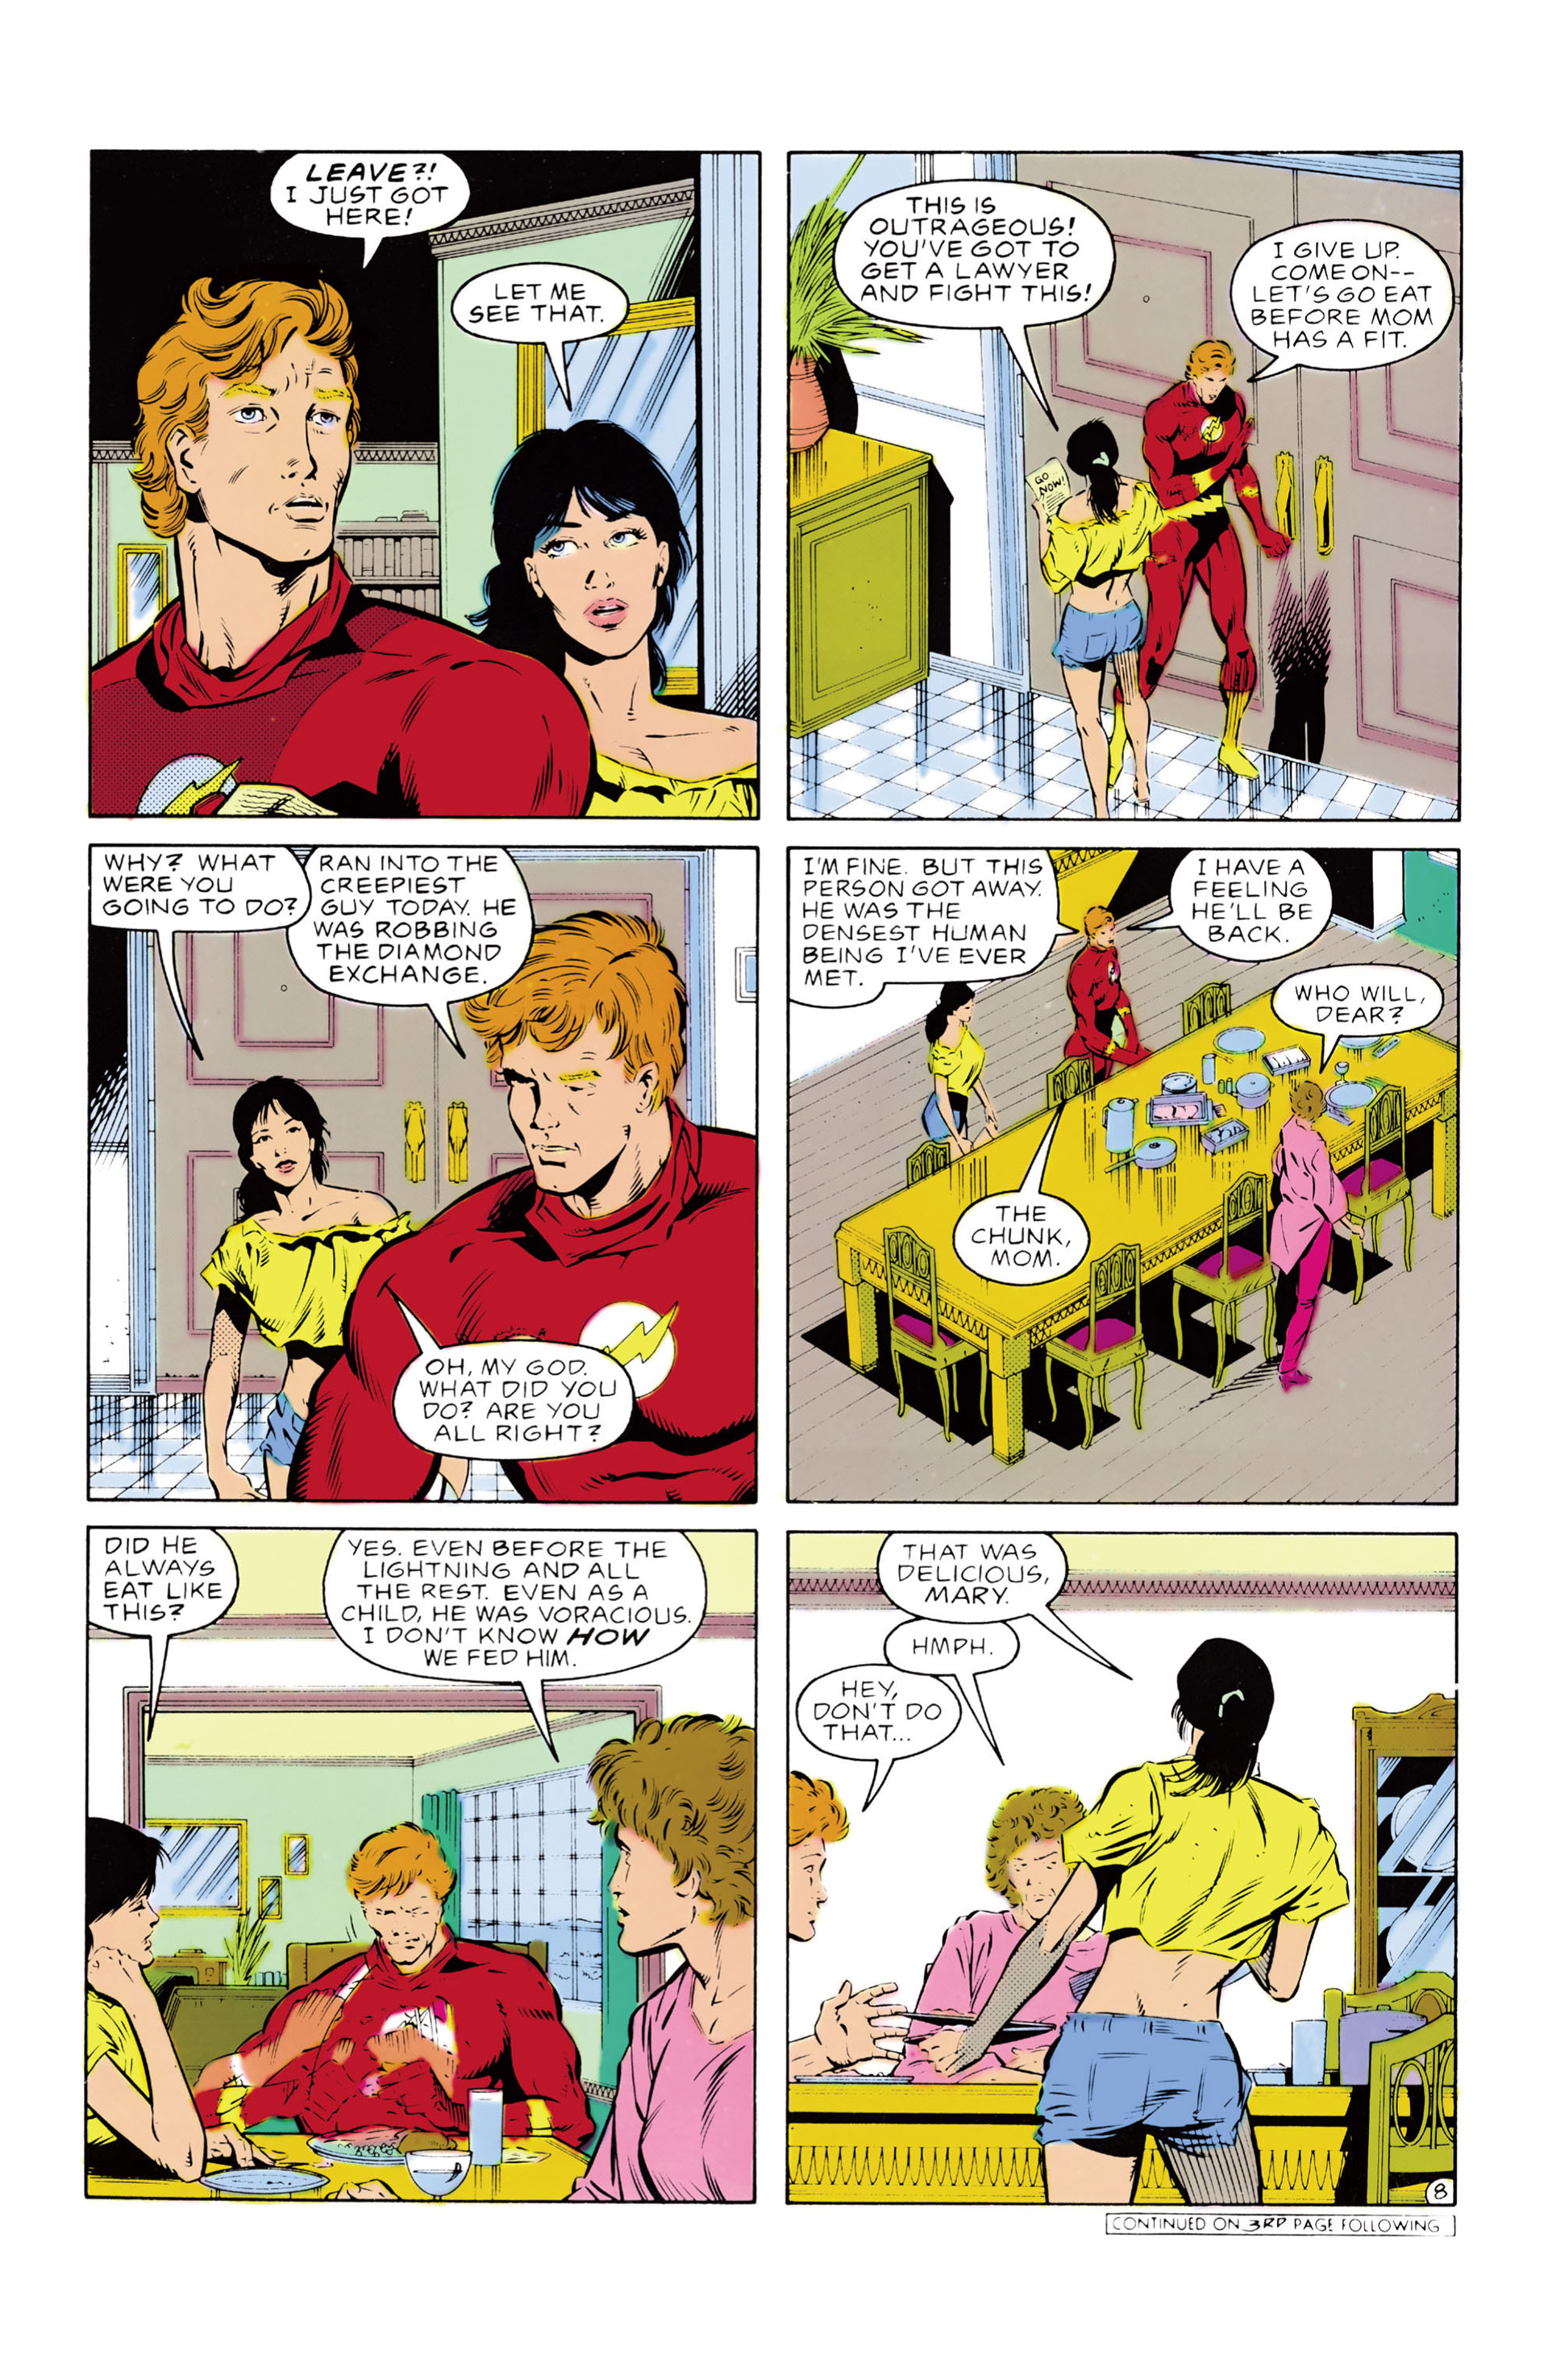 LEAVE?!
I JUST GOT
HERE!
LET ME
SEE THAT.
THIS IS
OUTRAGEOUS!
YOU'VE GOT TO
GET A LAWYER
AND FIGHT THIS!
I GIVE UP.
COME ON--
LET'S GO EAT
BEFORE MOM
HAS A FIT.
GO
NOW!
WHY? WHAT
WERE YOU
GOING TO DO?
RAN INTO THE
CREEPIEST
GUY TODAY. HE
WAS ROBBING
THE DIAMOND
EXCHANGE.
OH, MY GOD.
WHAT DID YOU
DO? ARE YOU
ALL RIGHT?
I'M FINE. BUT THIS
PERSON GOT AWAY.
HE WAS THE
DENSEST HUMAN
BEING I'VE EVER
MET.
I HAVE A
FEELING
HE'LL BE
BACK.
WHO WILL,
DEAR?
THE
CHUNK,
MOM.
DID HE
ALWAYS
EAT LIKE
THIS?
YES. EVEN BEFORE THE
LIGHTNING AND ALL
THE REST. EVEN AS A
CHILD, HE WAS VORACIOUS.
I DON'T KNOW HOW
WE FED HIM.
THAT WAS
DELICIOUS,
MARY.
HMPH.
HEY,
DON'T DO
THAT...
8
CONTINUED ON 3RD PAGE FOLLOWING